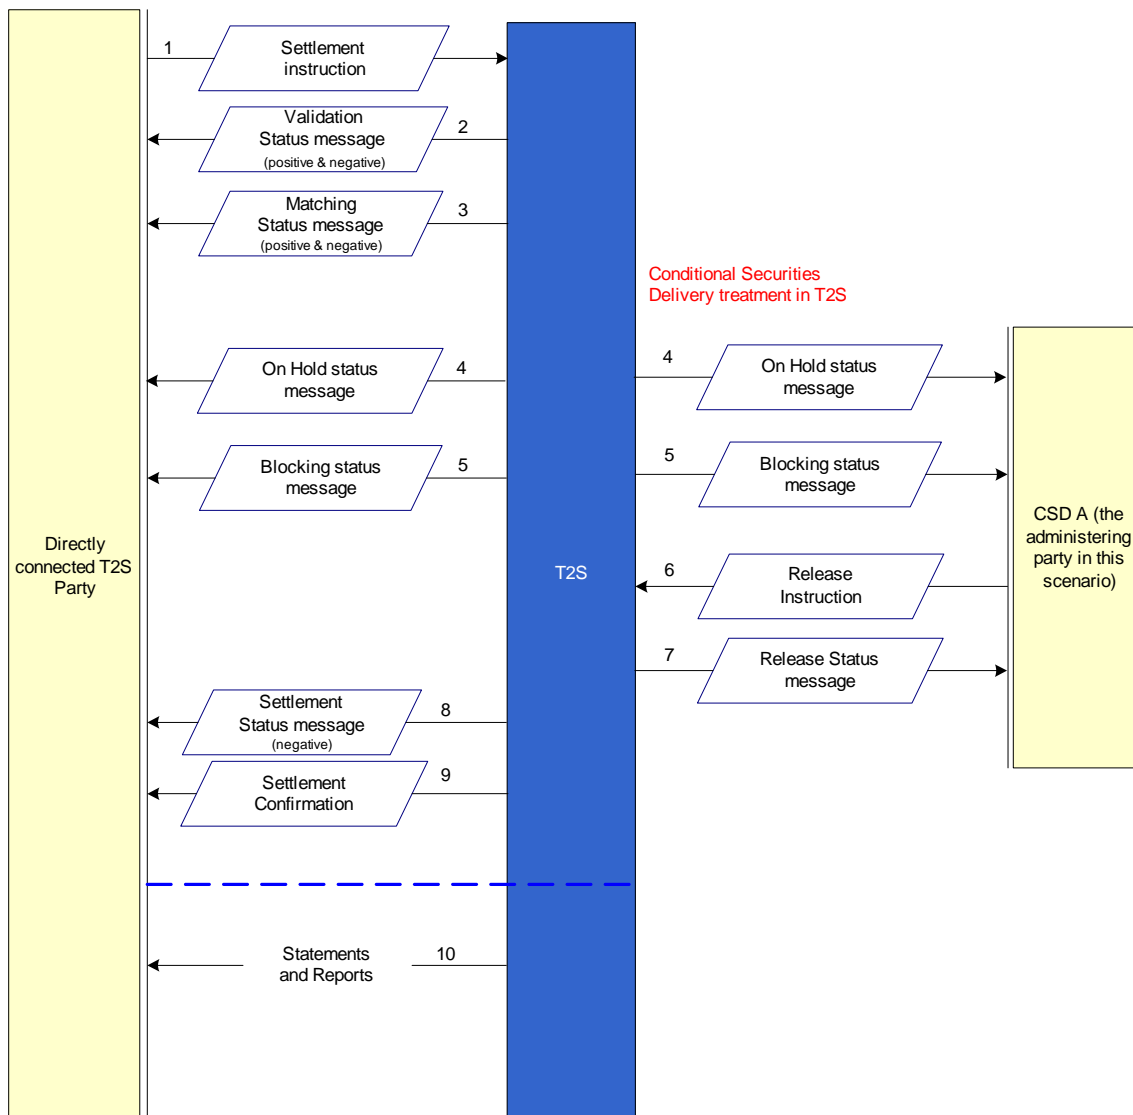 1
Settlement
instruction
Validation
Status message
(positive & negative)
2
Matching
Status message
(positive & negative)
3
Conditional Securities
Delivery treatment in T2S
On Hold status
message
4
4
On Hold status
message
Blocking status
message
5
5
Blocking status
message
Directly
connected T2S
Party
T2S
CSD A (the
administering
party in this
scenario)
6
Release
Instruction
7
Release Status
message
Settlement
Status message
(negative)
8
Settlement
Confirmation
9
Statements
and Reports
10